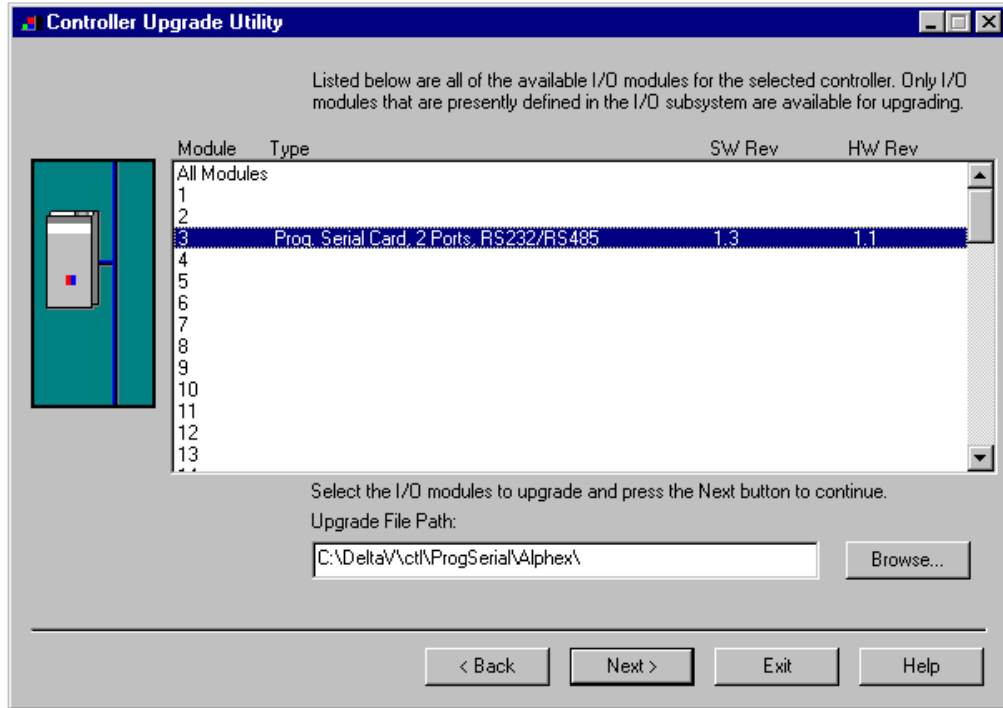 Controller Upgrade Utility
Listed below are all of the available I/O modules for the selected controller. Only I/O
modules that are presently defined in the I/O subsystem are available for upgrading.
Module Type SW Rev HW Rev
All Modules
1
2
3 Prog. Serial Card, 2 Ports, RS232/RS485 1.3 1.1
4
5
6
7
8
9
10
11
12
13
Select the I/O modules to upgrade and press the Next button to continue.
Upgrade File Path:
C:\DeltaV\ctl\ProgSerial\Alphex\
Browse...
< Back Next > Exit Help